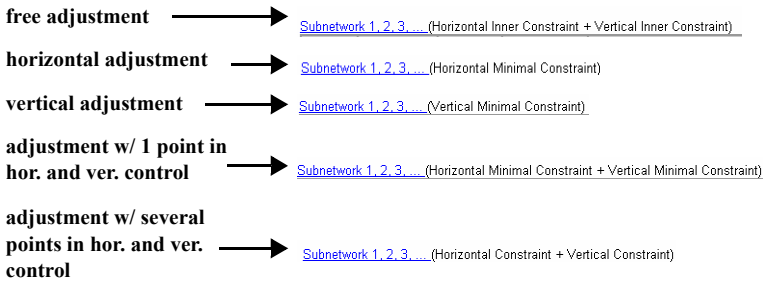 free adjustment
Subnetwork 1, 2, 3, ... (Horizontal Inner Constraint + Vertical Inner Constraint)
horizontal adjustment
Subnetwork 1, 2, 3, ... (Horizontal Minimal Constraint)
vertical adjustment
Subnetwork 1, 2, 3, ... (Vertical Minimal Constraint)
adjustment w/ 1 point in
hor. and ver. control
Subnetwork 1, 2, 3, ... (Horizontal Minimal Constraint + Vertical Minimal Constraint)
adjustment w/ several
points in hor. and ver.
control
Subnetwork 1, 2, 3, ... (Horizontal Constraint + Vertical Constraint)